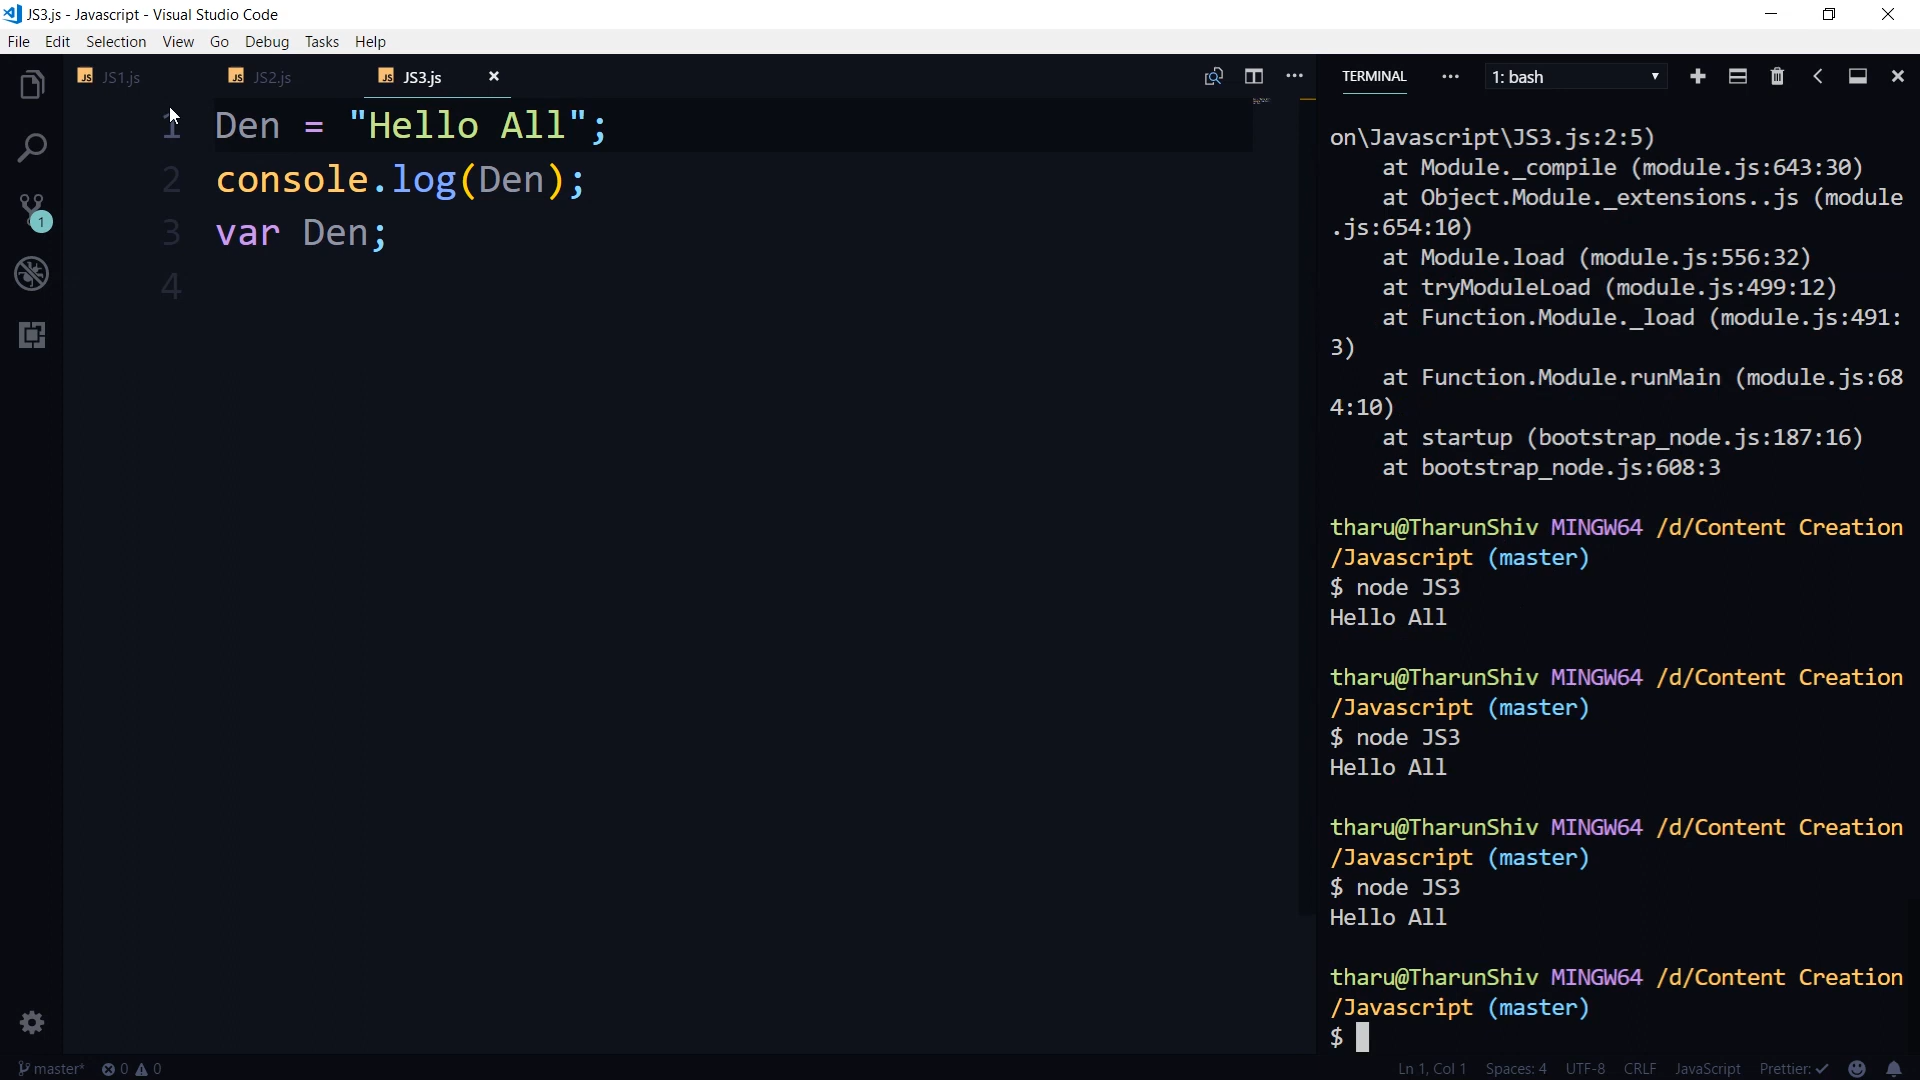 JS3.js - Javascript - Visual Studio Code
File Edit Selection View Go Debug Tasks Help
JS JS1.js JS JS2.js JS JS3.js
1 Den = "Hello All";
2 console.log(Den);
3 var Den;
4
1
TERMINAL 1: bash
on\Javascript\JS3.js:2:5)
at Module._compile (module.js:643:30)
at Object.Module._extensions..js (module
.js:654:10)
at Module.load (module.js:556:32)
at tryModuleLoad (module.js:499:12)
at Function.Module._load (module.js:491:
3)
at Function.Module.runMain (module.js:68
4:10)
at startup (bootstrap_node.js:187:16)
at bootstrap_node.js:608:3
tharu@TharunShiv MINGW64 /d/Content Creation
/Javascript (master)
$ node JS3
Hello All
tharu@TharunShiv MINGW64 /d/Content Creation
/Javascript (master)
$ node JS3
Hello All
tharu@TharunShiv MINGW64 /d/Content Creation
/Javascript (master)
$ node JS3
Hello All
tharu@TharunShiv MINGW64 /d/Content Creation
/Javascript (master)
$
master* 0 0 Ln 1, Col 1 Spaces: 4 UTF-8 CRLF JavaScript Prettier: ✓